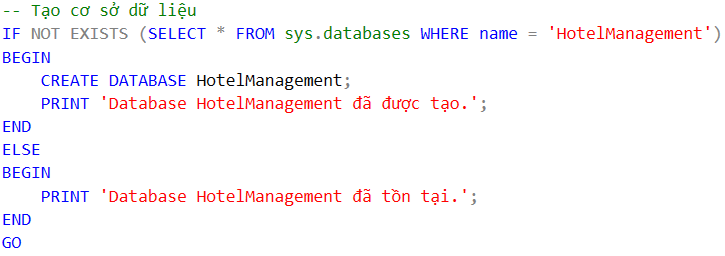 -- Tạo cơ sở dữ liệu
IF NOT EXISTS (SELECT * FROM sys.databases WHERE name = 'HotelManagement')
BEGIN
    CREATE DATABASE HotelManagement;
    PRINT 'Database HotelManagement đã được tạo.';
END
ELSE
BEGIN
    PRINT 'Database HotelManagement đã tồn tại.';
END
GO